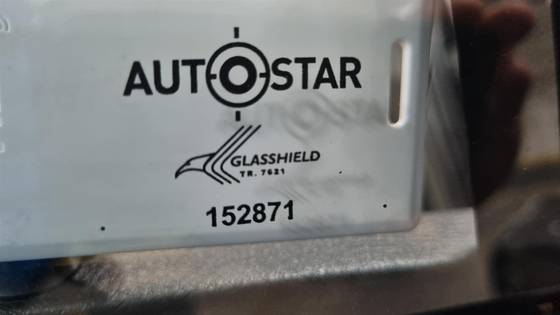 AUTOSTAR
GLASSHIELD
TR. 7621
152871